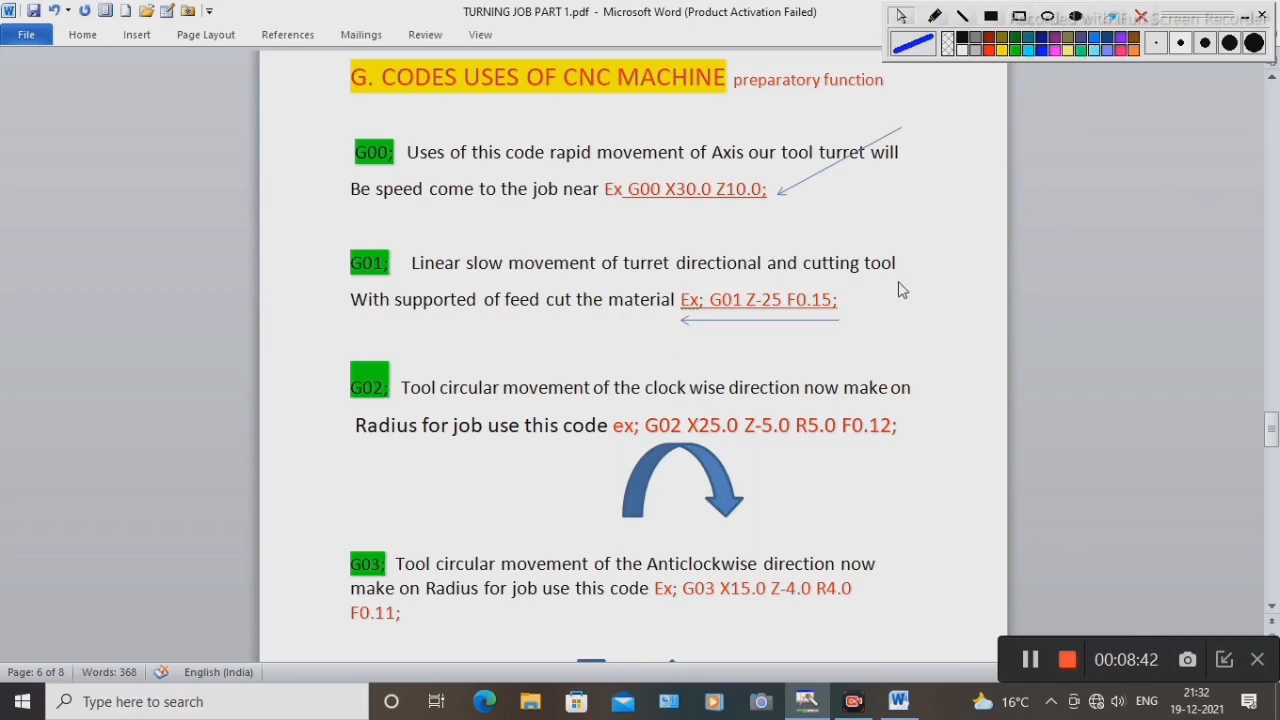 TURNING JOB PART 1.pdf - Microsoft Word (Product Activation Failed)
File Home Insert Page Layout References Mailings Review View
Recorded with iFun Screen Recorder
G. CODES USES OF CNC MACHINE preparatory function
G00; Uses of this code rapid movement of Axis our tool turret will
Be speed come to the job near Ex G00 X30.0 Z10.0;
G01; Linear slow movement of turret directional and cutting tool
With supported of feed cut the material Ex; G01 Z-25 F0.15;
G02; Tool circular movement of the clock wise direction now make on
Radius for job use this code ex; G02 X25.0 Z-5.0 R5.0 F0.12;
G03; Tool circular movement of the Anticlockwise direction now
make on Radius for job use this code Ex; G03 X15.0 Z-4.0 R4.0
F0.11;
00:08:42
Page: 6 of 8 Words: 368 English (India)
Type here to search
16°C ENG 21:32
19-12-2021